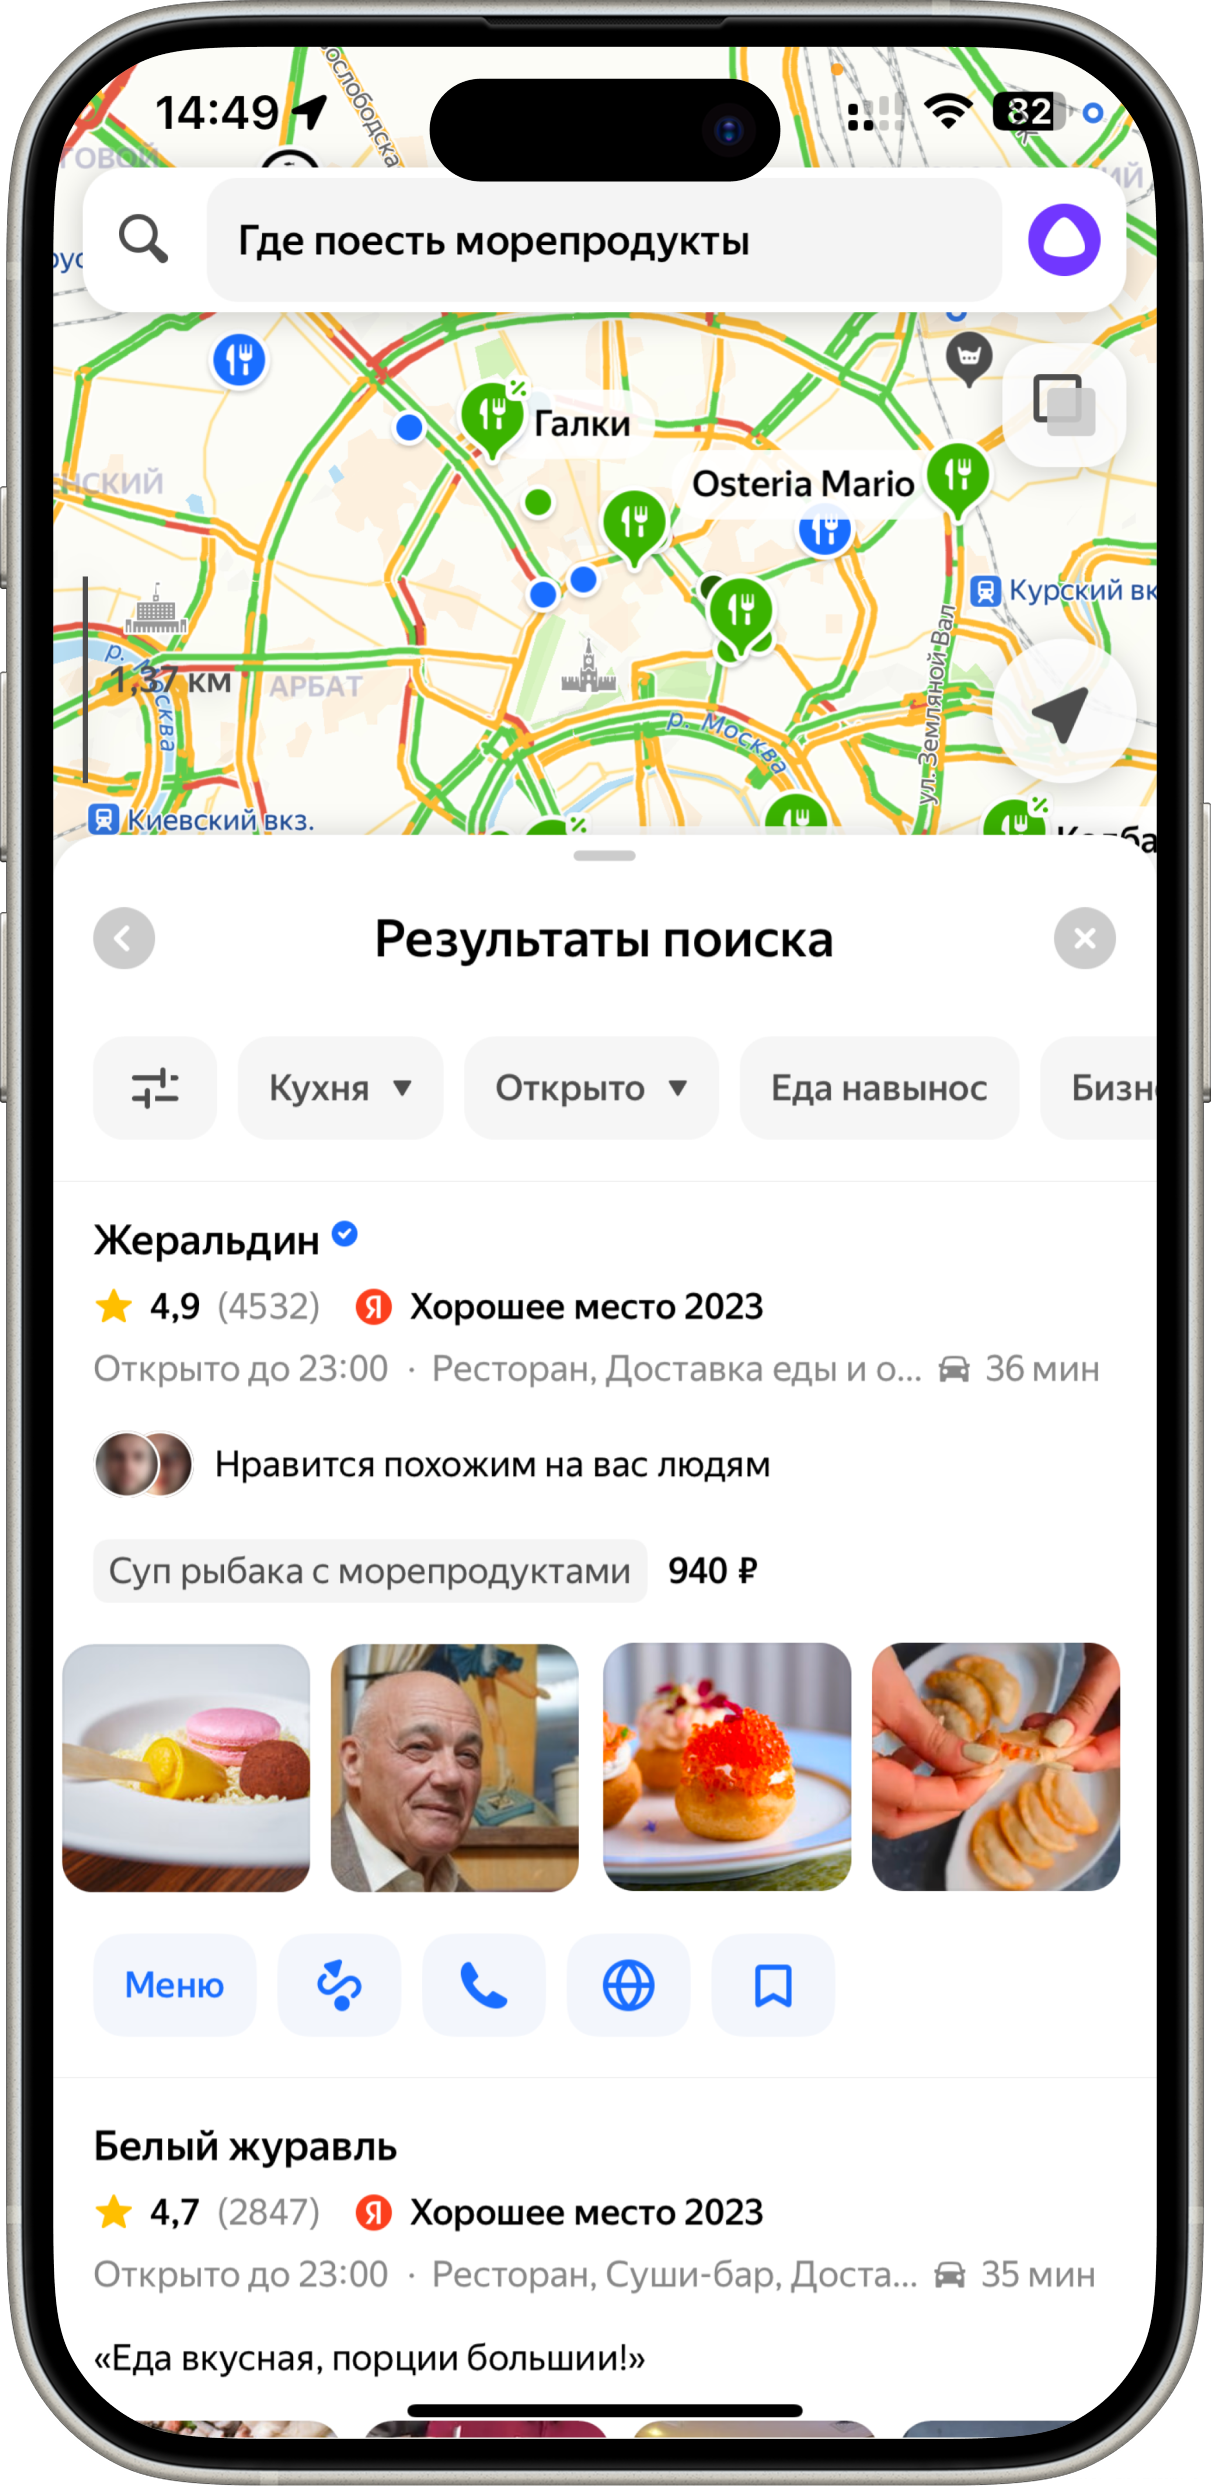 14:49
82
Где поесть морепродукты
Галки
Osteria Mario
Курский вк
1,37 км
АРБАТ
р. Москва
р. Москва
ул. Земляной Вал
Киевский вкз.
Результаты поиска
Кухня
Открыто
Еда навынос
Бизн
Жеральдин
4,9 (4532) Я Хорошее место 2023
Открыто до 23:00 · Ресторан, Доставка еды и о... 36 мин
Нравится похожим на вас людям
Суп рыбака с морепродуктами 940 ₽
Меню
Белый журавль
4,7 (2847) Я Хорошее место 2023
Открыто до 23:00 · Ресторан, Суши-бар, Доста... 35 мин
«Еда вкусная, порции большии!»